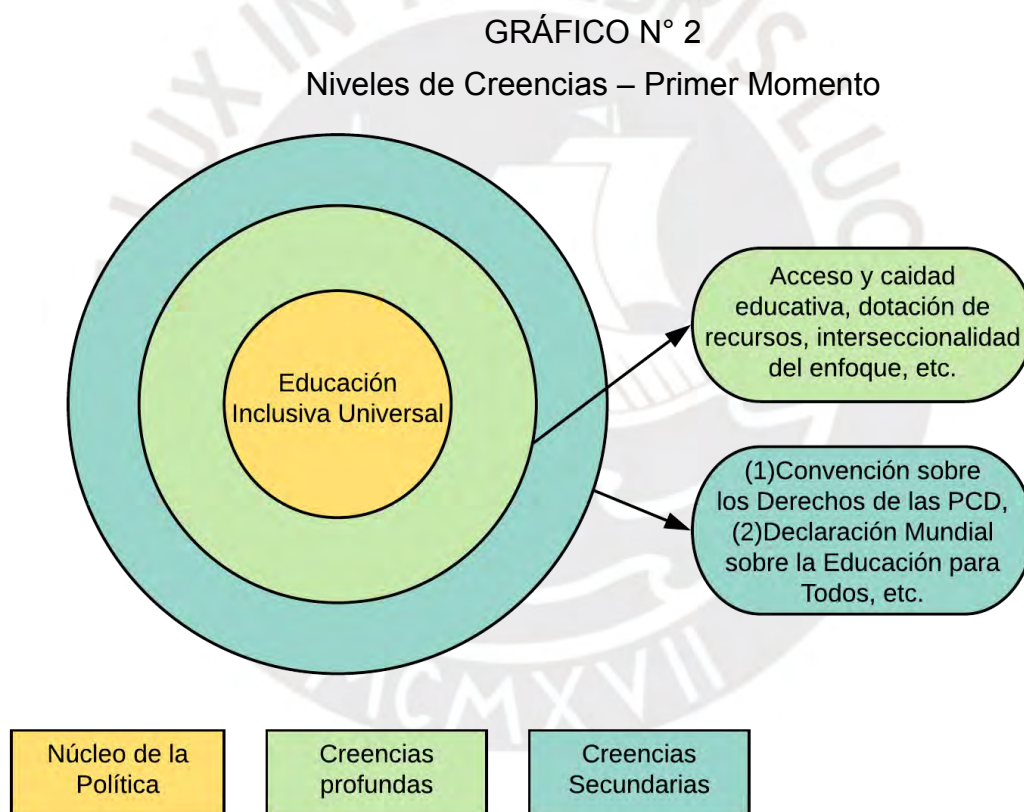 GRÁFICO N° 2
Niveles de Creencias – Primer Momento
Educación
Inclusiva Universal
Acceso y caidad
educativa, dotación de
recursos, interseccionalidad
del enfoque, etc.
(1)Convención sobre
los Derechos de las PCD,
(2)Declaración Mundial
sobre la Educación para
Todos, etc.
Núcleo de la
Política
Creencias
profundas
Creencias
Secundarias
MCMXVII